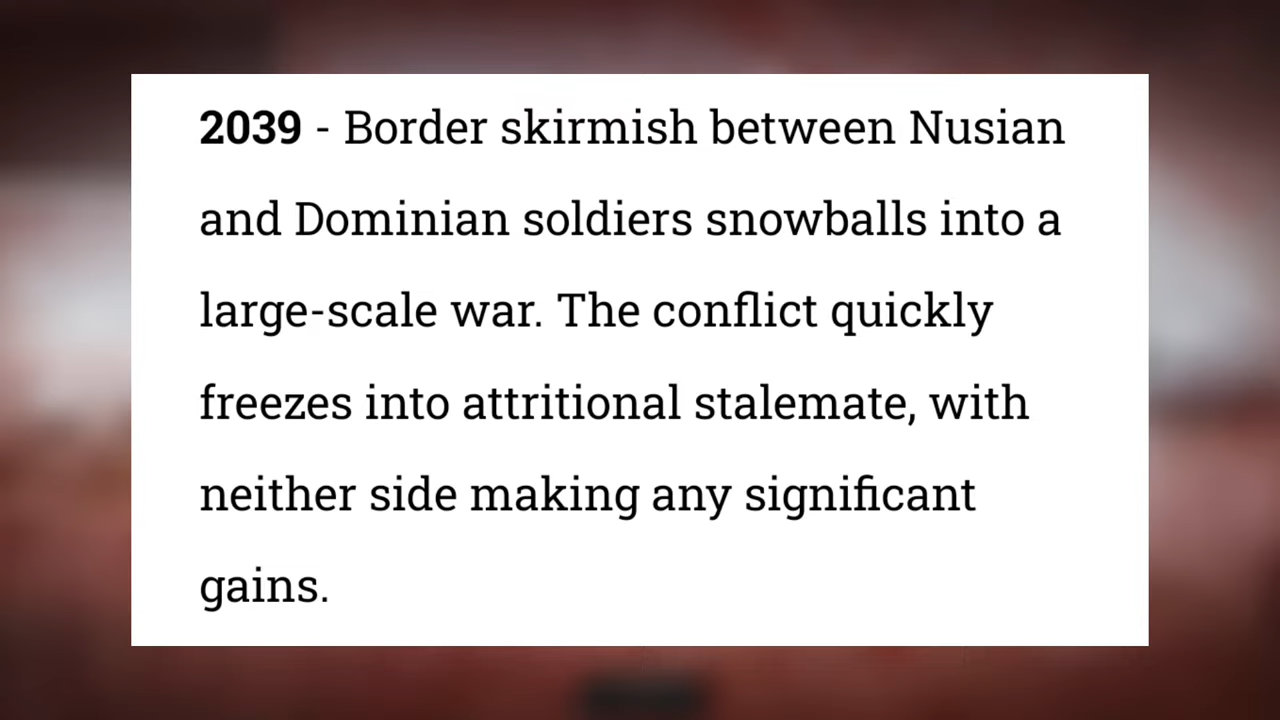 2039 - Border skirmish between Nusian
and Dominian soldiers snowballs into a
large-scale war. The conflict quickly
freezes into attritional stalemate, with
neither side making any significant
gains.